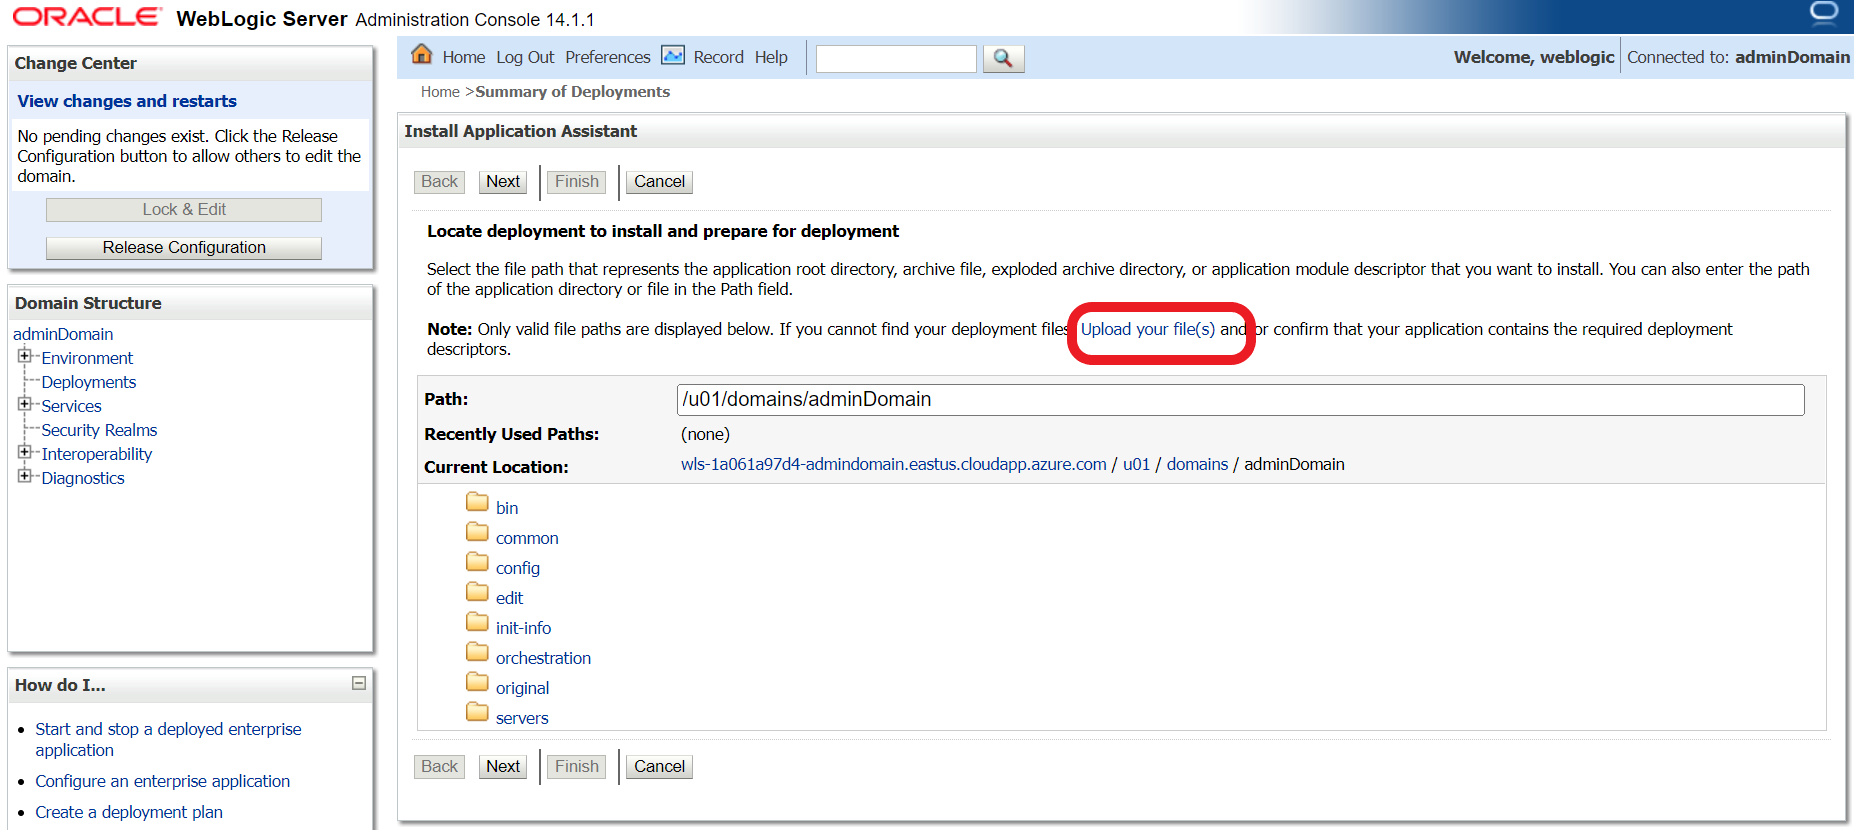 ORACLE WebLogic Server Administration Console 14.1.1
Change Center
View changes and restarts
No pending changes exist. Click the Release
Configuration button to allow others to edit the
domain.
Lock & Edit
Release Configuration
Domain Structure
adminDomain
Environment
Deployments
Services
Security Realms
Interoperability
Diagnostics
How do I...
Start and stop a deployed enterprise
application
Configure an enterprise application
Create a deployment plan
Home Log Out Preferences Record Help
Welcome, weblogic Connected to: adminDomain
Home >Summary of Deployments
Install Application Assistant
Back Next Finish Cancel
Locate deployment to install and prepare for deployment
Select the file path that represents the application root directory, archive file, exploded archive directory, or application module descriptor that you want to install. You can also enter the path
of the application directory or file in the Path field.
Note: Only valid file paths are displayed below. If you cannot find your deployment files Upload your file(s) and or confirm that your application contains the required deployment
descriptors.
Path: /u01/domains/adminDomain
Recently Used Paths: (none)
Current Location: wls-1a061a97d4-admindomain.eastus.cloudapp.azure.com / u01 / domains / adminDomain
bin
common
config
edit
init-info
orchestration
original
servers
Back Next Finish Cancel